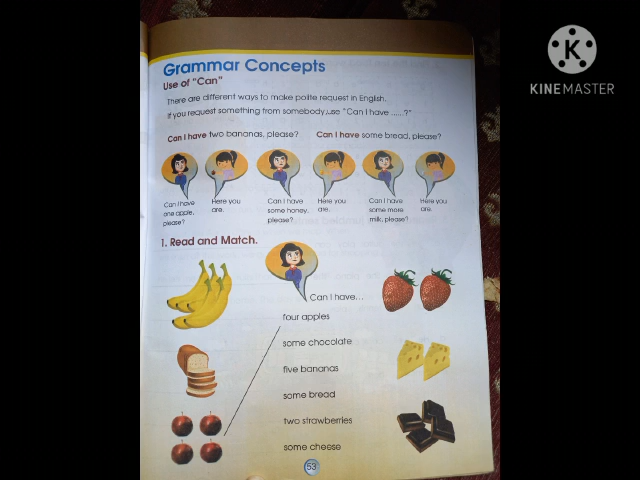 Grammar Concepts
Use of "Can"
There are different ways to make polite request in English.
If you request something from somebody,use "Can I have ......?"
Can I have two bananas, please?
Can I have some bread, please?
Can I have
one apple,
please?
Here you
are.
Can I have
some honey,
please?
Here you
are.
Can I have
some more
milk, please?
Here you
are.
1. Read and Match.
Can I have...
four apples
some chocolate
five bananas
some bread
two strawberries
some cheese
53
K
KINEMASTER